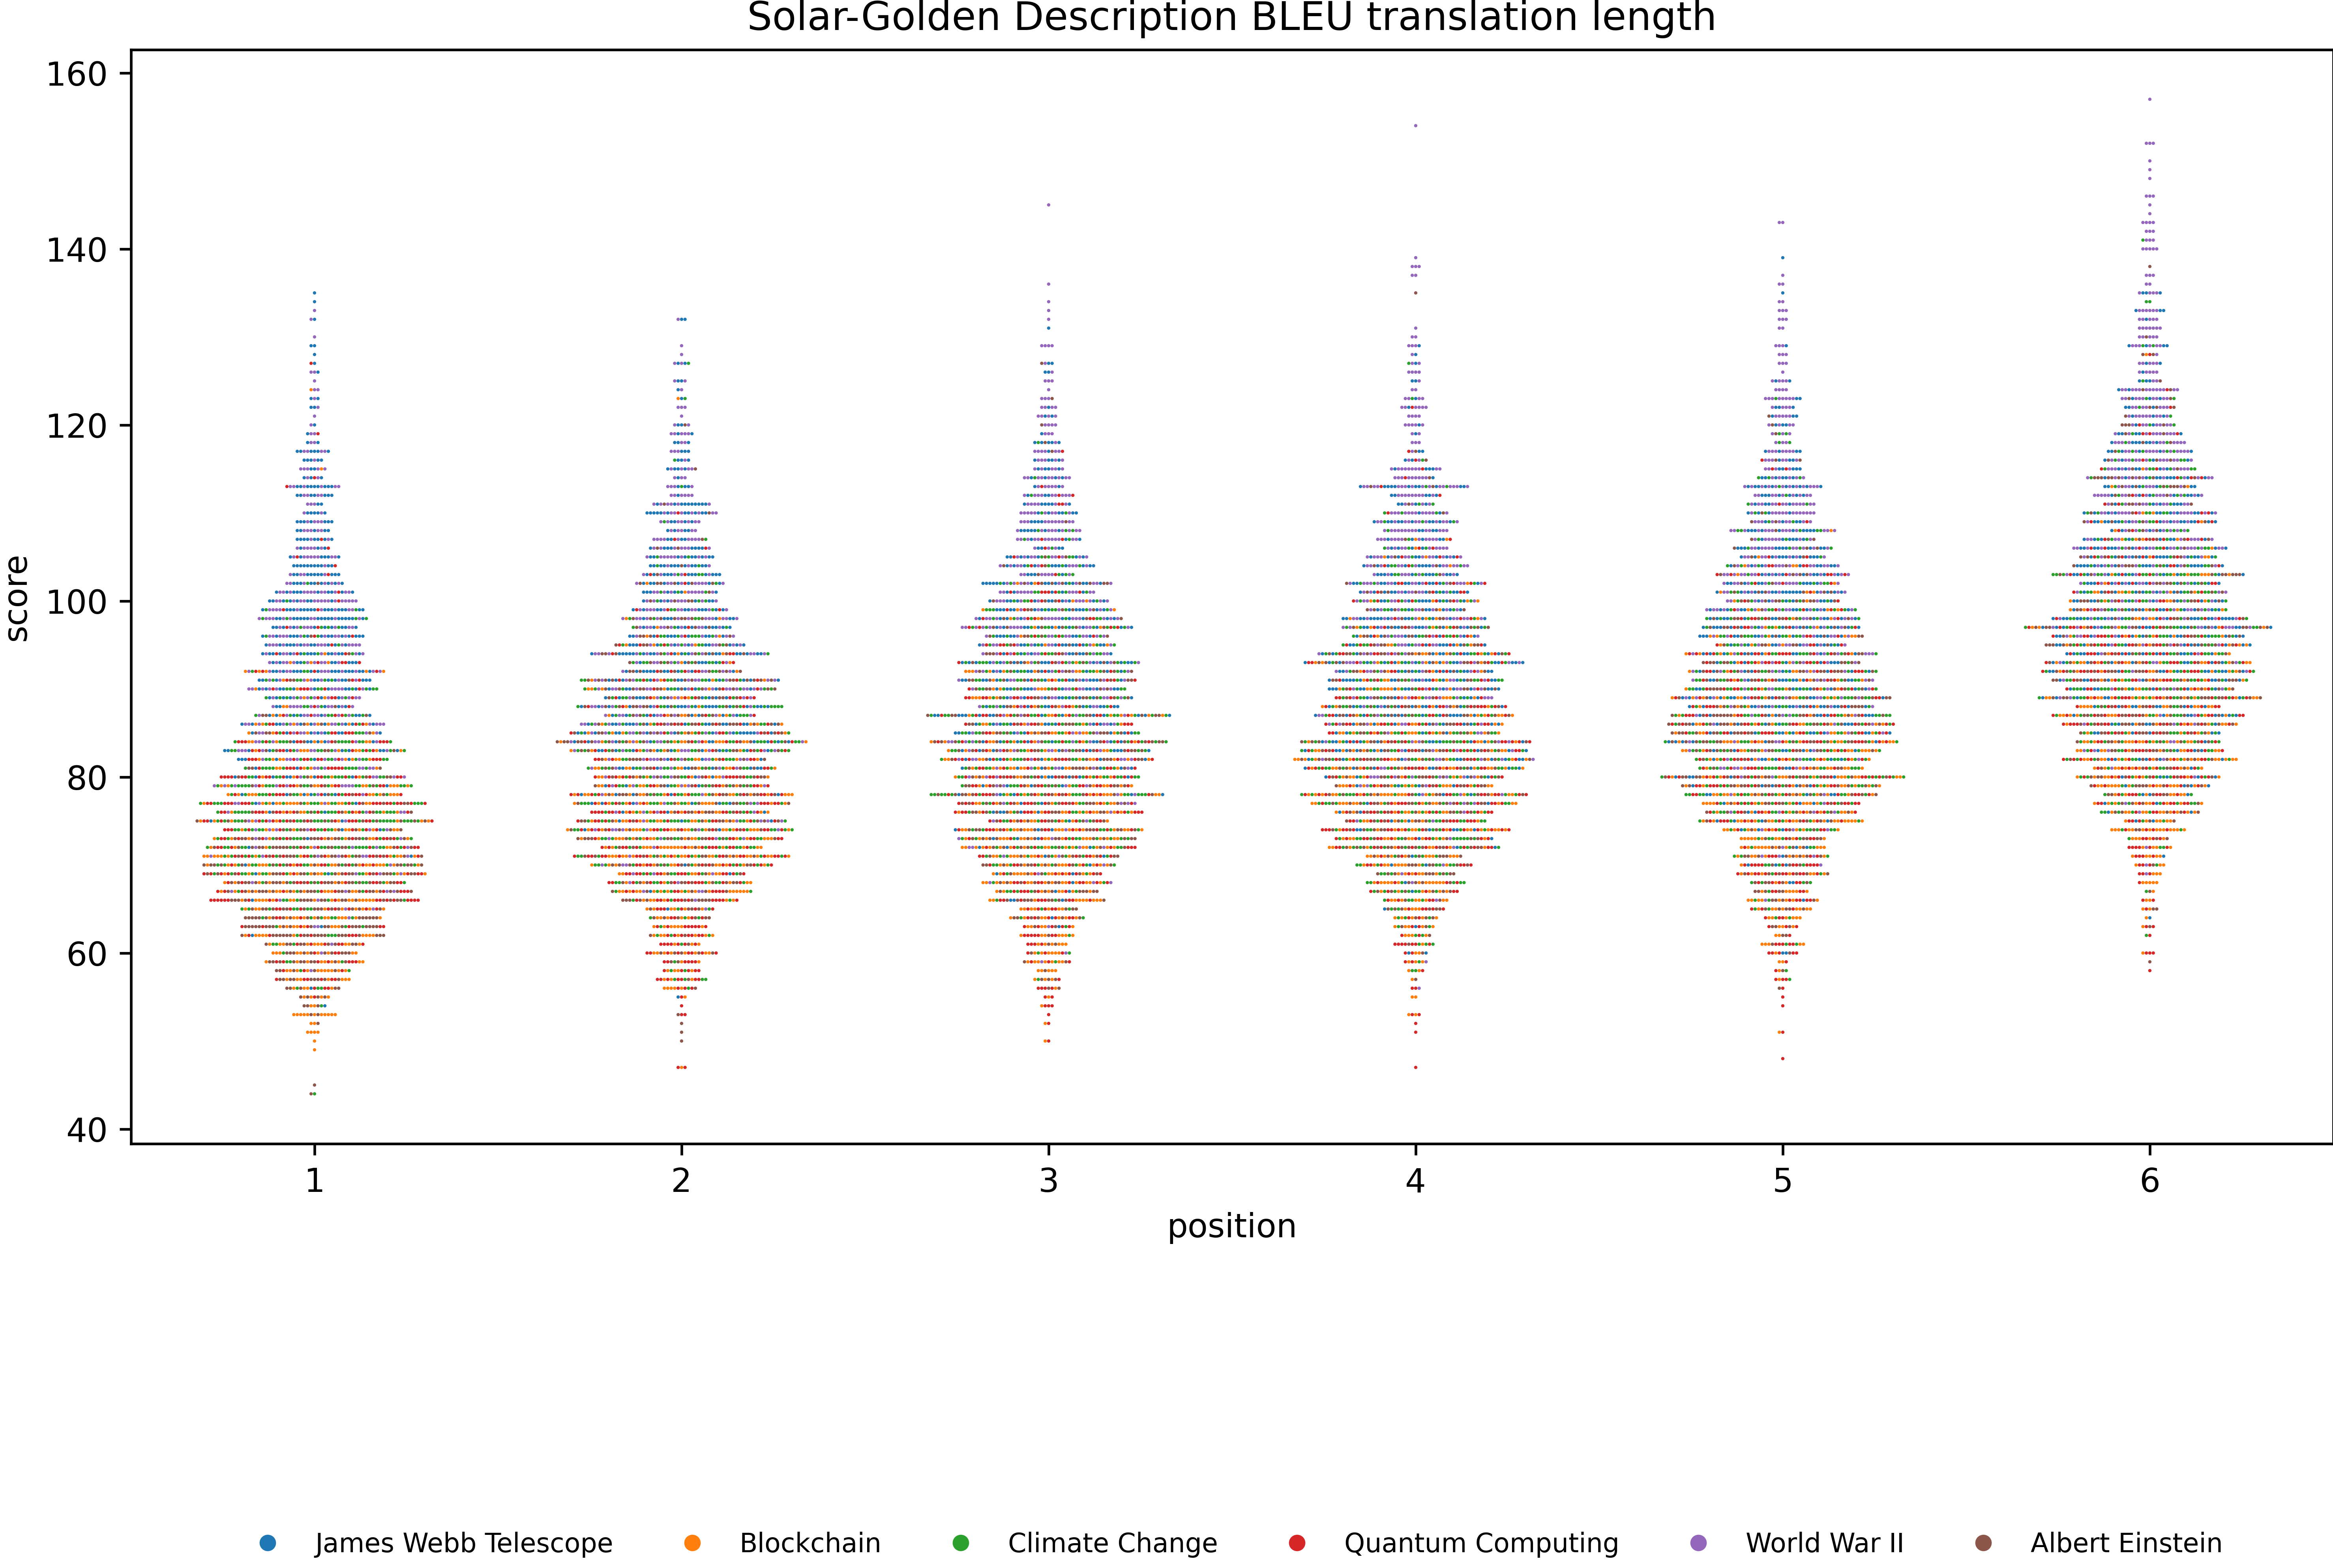 Solar-Golden Description BLEU translation length
160
140
120
100
80
60
40
score
1 2 3 4 5 6
position
James Webb Telescope Blockchain Climate Change Quantum Computing World War II Albert Einstein